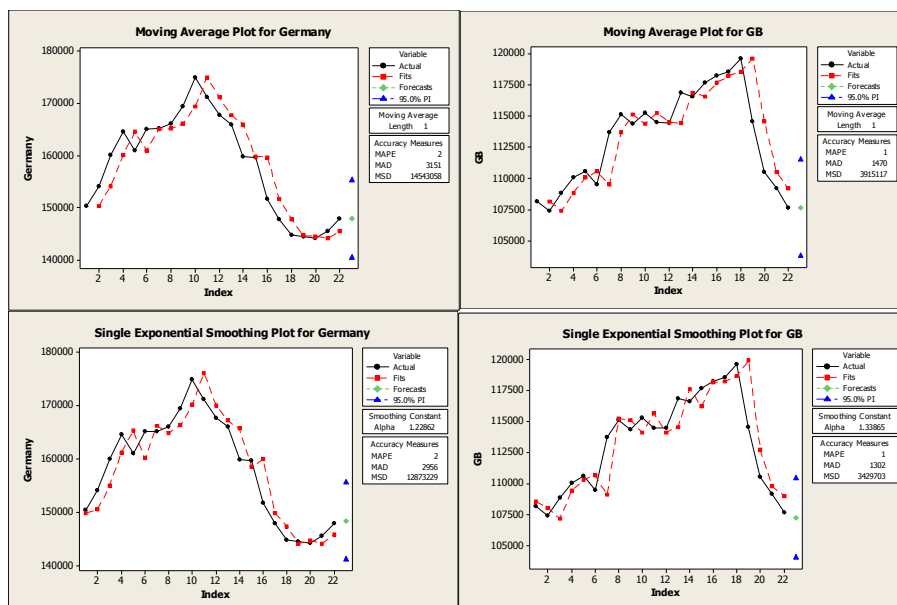 Moving Average Plot for Germany
180000
170000
160000
150000
140000
Germany
2 4 6 8 10 12 14 16 18 20 22
Index
Variable
Actual
Fits
Forecasts
95.0% PI
Moving Average
Length 1
Accuracy Measures
MAPE 2
MAD 3151
MSD 14543058
Moving Average Plot for GB
120000
117500
115000
112500
110000
107500
105000
GB
2 4 6 8 10 12 14 16 18 20 22
Index
Variable
Actual
Fits
Forecasts
95.0% PI
Moving Average
Length 1
Accuracy Measures
MAPE 1
MAD 1470
MSD 3915117
Single Exponential Smoothing Plot for Germany
180000
170000
160000
150000
140000
Germany
2 4 6 8 10 12 14 16 18 20 22
Index
Variable
Actual
Fits
Forecasts
95.0% PI
Smoothing Constant
Alpha 1.22862
Accuracy Measures
MAPE 2
MAD 2956
MSD 12873229
Single Exponential Smoothing Plot for GB
120000
117500
115000
112500
110000
107500
105000
GB
2 4 6 8 10 12 14 16 18 20 22
Index
Variable
Actual
Fits
Forecasts
95.0% PI
Smoothing Constant
Alpha 1.33865
Accuracy Measures
MAPE 1
MAD 1302
MSD 3429703